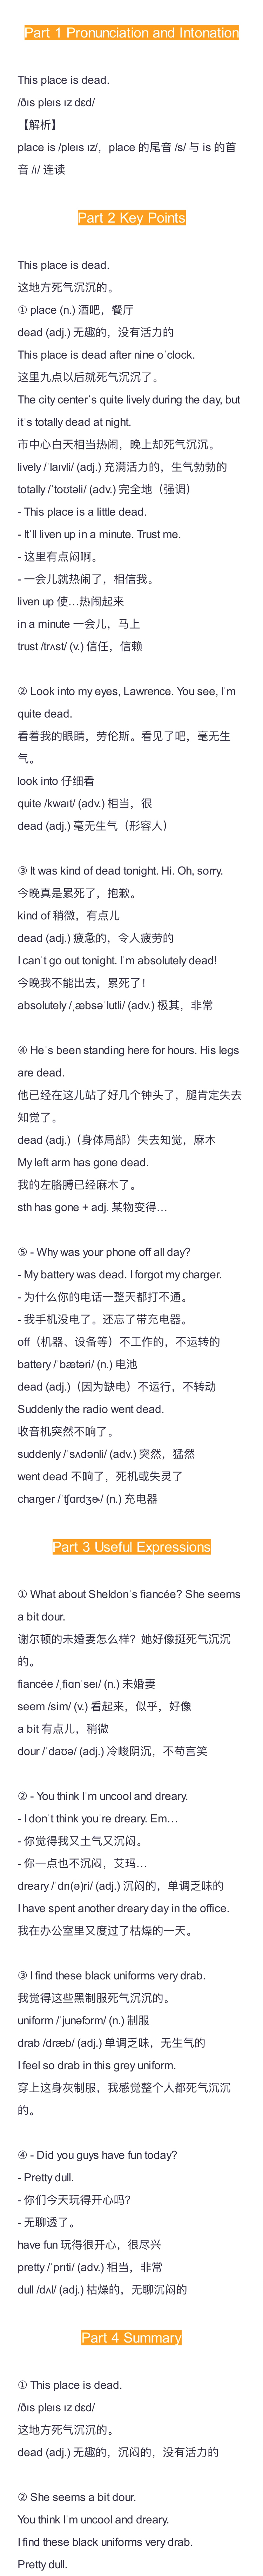 Part 1 Pronunciation and Intonation
This place is dead.
/ðɪs pleɪs ɪz dɛd/
【解析】
place is /pleɪs ɪz/，place 的尾音 /s/ 与 is 的首
音 /ɪ/ 连读
Part 2 Key Points
This place is dead.
这地方死气沉沉的。
① place (n.) 酒吧，餐厅
dead (adj.) 无趣的，没有活力的
This place is dead after nine o'clock.
这里九点以后就死气沉沉了。
The city center's quite lively during the day, but
it's totally dead at night.
市中心白天相当热闹，晚上却死气沉沉。
lively /ˈlaɪvli/ (adj.) 充满活力的，生气勃勃的
totally /ˈtoʊtəli/ (adv.) 完全地（强调）
- This place is a little dead.
- It'll liven up in a minute. Trust me.
- 这里有点闷啊。
- 一会儿就热闹了，相信我。
liven up 使…热闹起来
in a minute 一会儿，马上
trust /trʌst/ (v.) 信任，信赖
② Look into my eyes, Lawrence. You see, I'm
quite dead.
看着我的眼睛，劳伦斯。看见了吧，毫无生
气。
look into 仔细看
quite /kwaɪt/ (adv.) 相当，很
dead (adj.) 毫无生气（形容人）
③ It was kind of dead tonight. Hi. Oh, sorry.
今晚真是累死了，抱歉。
kind of 稍微，有点儿
dead (adj.) 疲惫的，令人疲劳的
I can't go out tonight. I'm absolutely dead!
今晚我不能出去，累死了！
absolutely /ˌæbsəˈlutli/ (adv.) 极其，非常
④ He's been standing here for hours. His legs
are dead.
他已经在这儿站了好几个钟头了，腿肯定失去
知觉了。
dead (adj.)（身体局部）失去知觉，麻木
My left arm has gone dead.
我的左胳膊已经麻木了。
sth has gone + adj. 某物变得…
⑤ - Why was your phone off all day?
- My battery was dead. I forgot my charger.
- 为什么你的电话一整天都打不通。
- 我手机没电了。还忘了带充电器。
off（机器、设备等）不工作的，不运转的
battery /ˈbætəri/ (n.) 电池
dead (adj.)（因为缺电）不运行，不转动
Suddenly the radio went dead.
收音机突然不响了。
suddenly /ˈsʌdənli/ (adv.) 突然，猛然
went dead 不响了，死机或失灵了
charger /ˈtʃɑrdʒɚ/ (n.) 充电器
Part 3 Useful Expressions
① What about Sheldon's fiancée? She seems
a bit dour.
谢尔顿的未婚妻怎么样？她好像挺死气沉沉
的。
fiancée /ˌfiɑnˈseɪ/ (n.) 未婚妻
seem /sim/ (v.) 看起来，似乎，好像
a bit 有点儿，稍微
dour /ˈdaʊə/ (adj.) 冷峻阴沉，不苟言笑
② - You think I'm uncool and dreary.
- I don't think you're dreary. Em…
- 你觉得我又土气又沉闷。
- 你一点也不沉闷，艾玛…
dreary /ˈdrɪ(ə)ri/ (adj.) 沉闷的，单调乏味的
I have spent another dreary day in the office.
我在办公室里又度过了枯燥的一天。
③ I find these black uniforms very drab.
我觉得这些黑制服死气沉沉的。
uniform /ˈjunəfɔrm/ (n.) 制服
drab /dræb/ (adj.) 单调乏味，无生气的
I feel so drab in this grey uniform.
穿上这身灰制服，我感觉整个人都死气沉沉
的。
④ - Did you guys have fun today?
- Pretty dull.
- 你们今天玩得开心吗？
- 无聊透了。
have fun 玩得很开心，很尽兴
pretty /ˈprɪti/ (adv.) 相当，非常
dull /dʌl/ (adj.) 枯燥的，无聊沉闷的
Part 4 Summary
① This place is dead.
/ðɪs pleɪs ɪz dɛd/
这地方死气沉沉的。
dead (adj.) 无趣的，沉闷的，没有活力的
② She seems a bit dour.
You think I'm uncool and dreary.
I find these black uniforms very drab.
Pretty dull.